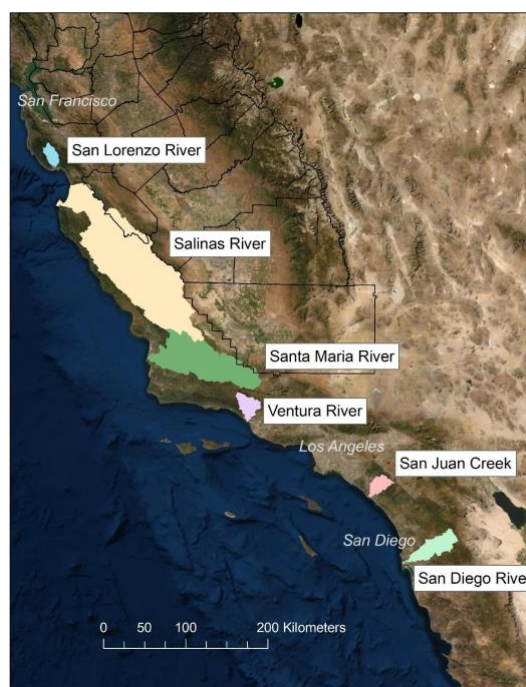 San Francisco
San Lorenzo River
Salinas River
Santa Maria River
Ventura River
Los Angeles
San Juan Creek
San Diego
San Diego Rive
0 50 100 200 Kilometers